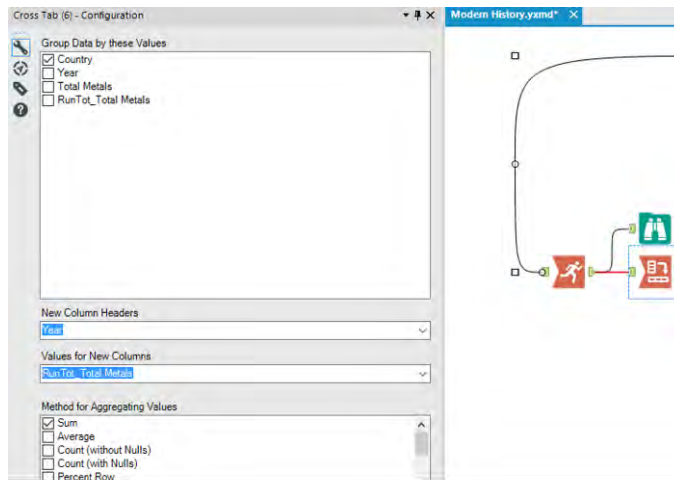 Cross Tab (6) - Configuration
Modern History.yxmd*
Group Data by these Values
Country
Year
Total Metals
RunTot_Total Metals
New Column Headers
Year
Values for New Columns
RunTot_Total Metals
Method for Aggregating Values
Sum
Average
Count (without Nulls)
Count (with Nulls)
Percent Row